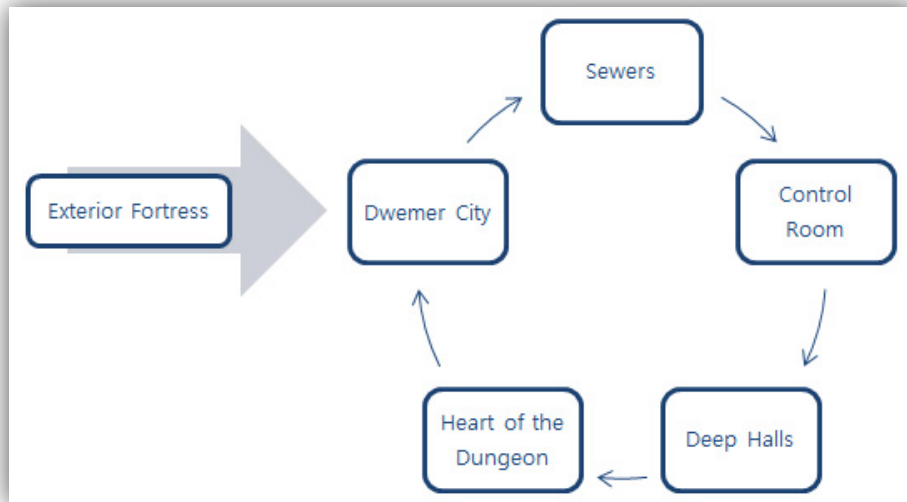 Exterior Fortress
Dwemer City
Sewers
Control
Room
Deep Halls
Heart of the
Dungeon